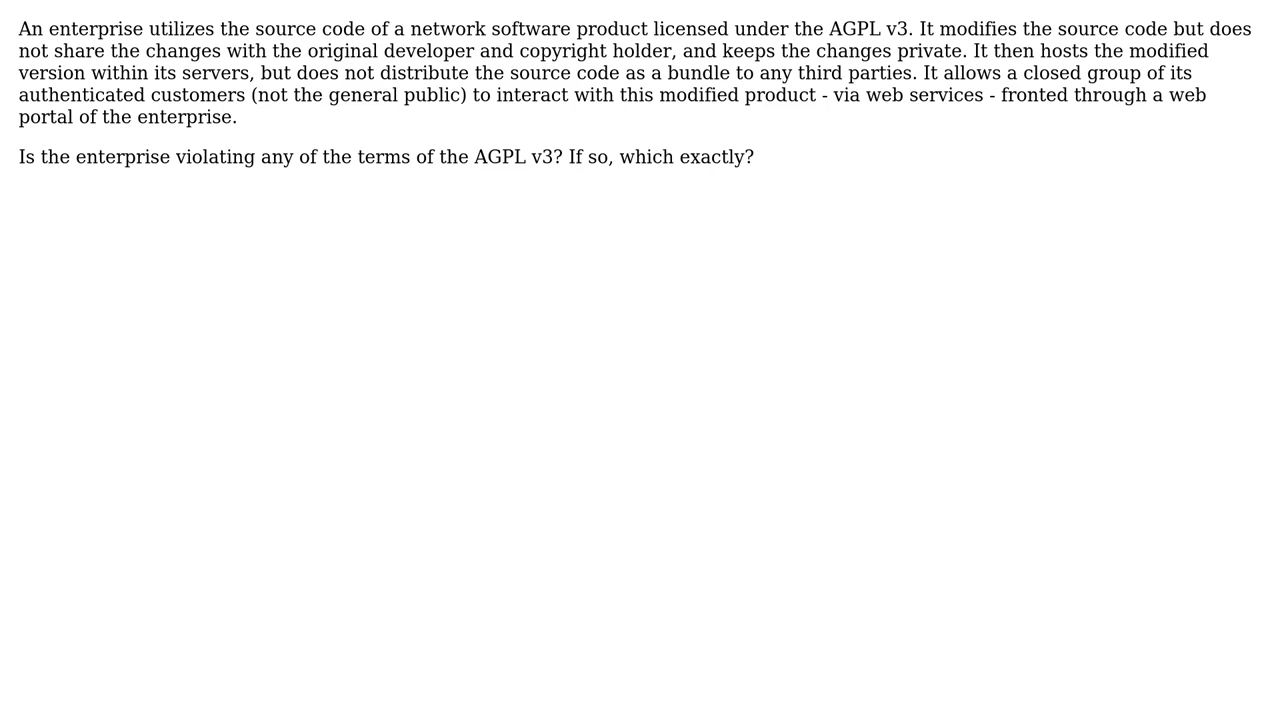 An enterprise utilizes the source code of a network software product licensed under the AGPL v3. It modifies the source code but does
not share the changes with the original developer and copyright holder, and keeps the changes private. It then hosts the modified
version within its servers, but does not distribute the source code as a bundle to any third parties. It allows a closed group of its
authenticated customers (not the general public) to interact with this modified product - via web services - fronted through a web
portal of the enterprise.
Is the enterprise violating any of the terms of the AGPL v3? If so, which exactly?